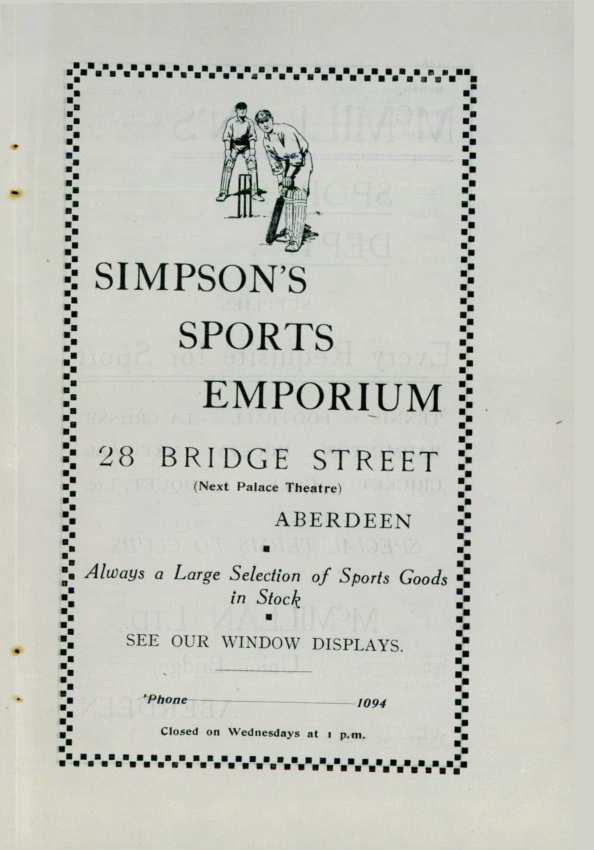 SIMPSON'S
SPORTS
EMPORIUM
28 BRIDGE STREET
(Next Palace Theatre)
ABERDEEN
Always a Large Selection of Sports Goods
in Stock
SEE OUR WINDOW DISPLAYS.
'Phone 1094
Closed on Wednesdays at 1 p.m.